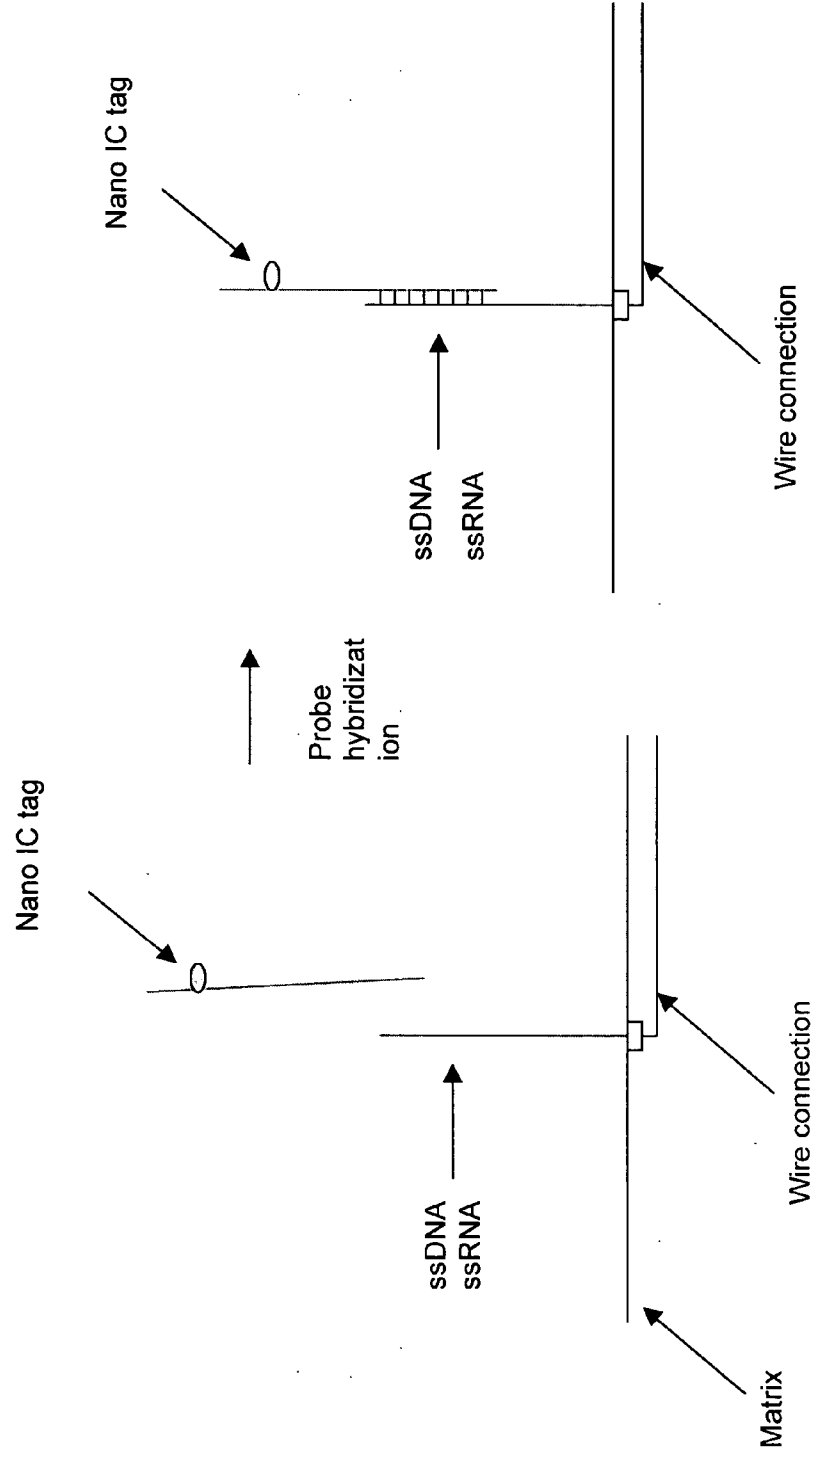 Nano IC tag
ssDNA
ssRNA
Wire connection
Matrix
Probe
hybridizat
ion
Nano IC tag
ssDNA
ssRNA
Wire connection